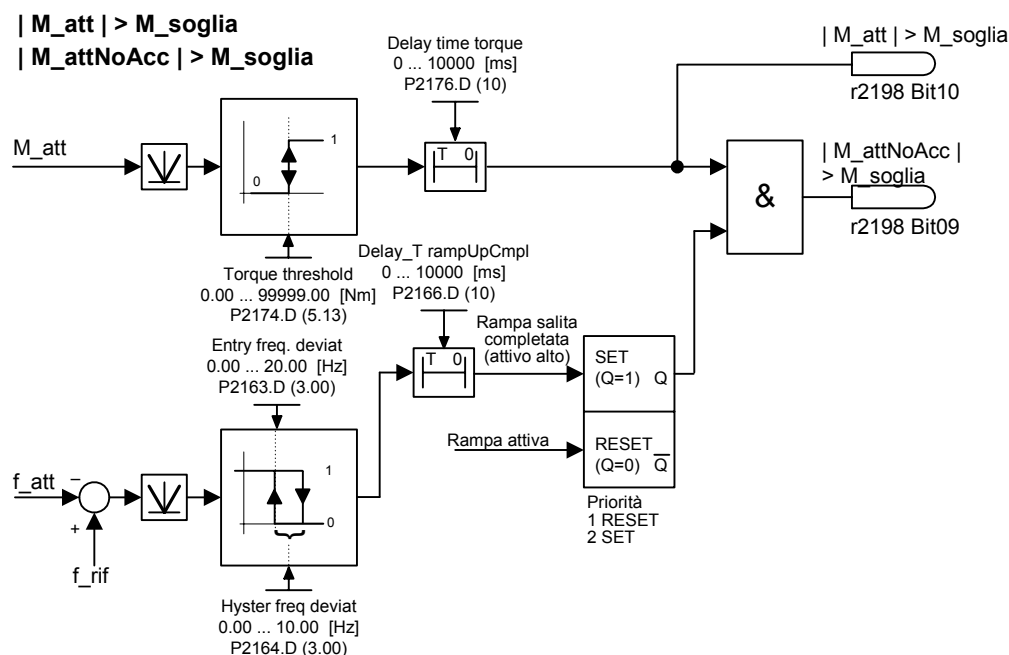 | M_att | > M_soglia
| M_attNoAcc | > M_soglia
Delay time torque
0 ... 10000 [ms]
P2176.D (10)
| M_att | > M_soglia
r2198 Bit10
M_att
1
0
T 0
&
| M_attNoAcc |
> M_soglia
r2198 Bit09
Torque threshold
0.00 ... 99999.00 [Nm]
P2174.D (5.13)
Delay_T rampUpCmpl
0 ... 10000 [ms]
P2166.D (10)
Entry freq. deviat
0.00 ... 20.00 [Hz]
P2163.D (3.00)
T 0
Rampa salita
completata
(attivo alto)
SET
(Q=1) Q
Rampa attiva
RESET
(Q=0) Q
Priorità
1 RESET
2 SET
f_att
−
+
f_rif
1
0
Hyster freq deviat
0.00 ... 10.00 [Hz]
P2164.D (3.00)